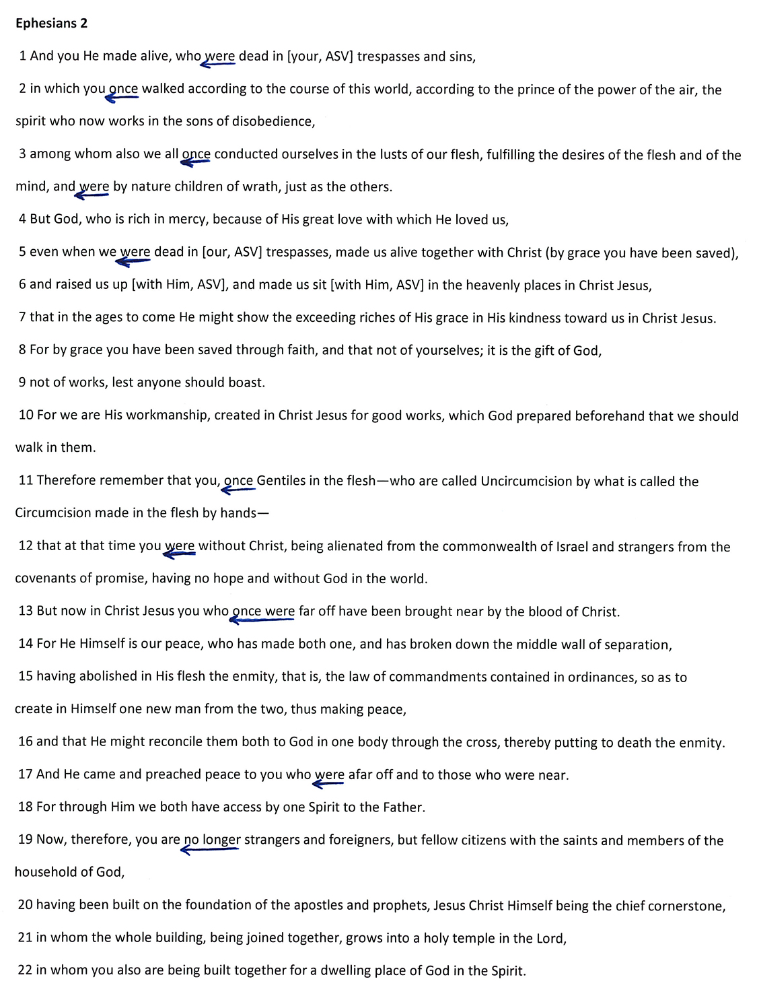 Ephesians 2
1 And you He made alive, who were dead in [your, ASV] trespasses and sins,
2 in which you once walked according to the course of this world, according to the prince of the power of the air, the
spirit who now works in the sons of disobedience,
3 among whom also we all once conducted ourselves in the lusts of our flesh, fulfilling the desires of the flesh and of the
mind, and were by nature children of wrath, just as the others.
4 But God, who is rich in mercy, because of His great love with which He loved us,
5 even when we were dead in [our, ASV] trespasses, made us alive together with Christ (by grace you have been saved),
6 and raised us up [with Him, ASV], and made us sit [with Him, ASV] in the heavenly places in Christ Jesus,
7 that in the ages to come He might show the exceeding riches of His grace in His kindness toward us in Christ Jesus.
8 For by grace you have been saved through faith, and that not of yourselves; it is the gift of God,
9 not of works, lest anyone should boast.
10 For we are His workmanship, created in Christ Jesus for good works, which God prepared beforehand that we should
walk in them.
11 Therefore remember that you, once Gentiles in the flesh—who are called Uncircumcision by what is called the
Circumcision made in the flesh by hands—
12 that at that time you were without Christ, being alienated from the commonwealth of Israel and strangers from the
covenants of promise, having no hope and without God in the world.
13 But now in Christ Jesus you who once were far off have been brought near by the blood of Christ.
14 For He Himself is our peace, who has made both one, and has broken down the middle wall of separation,
15 having abolished in His flesh the enmity, that is, the law of commandments contained in ordinances, so as to
create in Himself one new man from the two, thus making peace,
16 and that He might reconcile them both to God in one body through the cross, thereby putting to death the enmity.
17 And He came and preached peace to you who were afar off and to those who were near.
18 For through Him we both have access by one Spirit to the Father.
19 Now, therefore, you are no longer strangers and foreigners, but fellow citizens with the saints and members of the
household of God,
20 having been built on the foundation of the apostles and prophets, Jesus Christ Himself being the chief cornerstone,
21 in whom the whole building, being joined together, grows into a holy temple in the Lord,
22 in whom you also are being built together for a dwelling place of God in the Spirit.